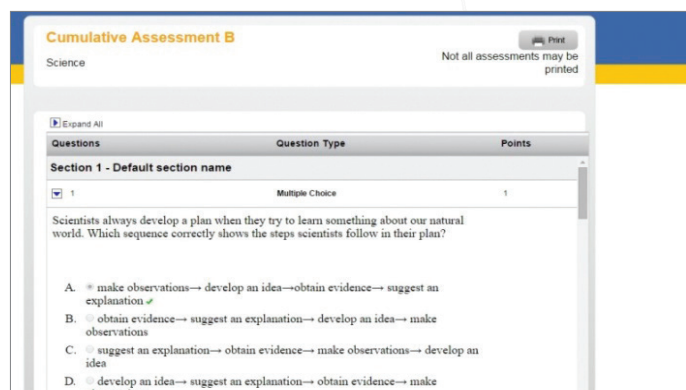 Cumulative Assessment B
Print
Science
Not all assessments may be
printed
Expand All
Questions Question Type Points
Section 1 - Default section name
1 Multiple Choice 1
Scientists always develop a plan when they try to learn something about our natural
world. Which sequence correctly shows the steps scientists follow in their plan?
A. make observations→ develop an idea→obtain evidence→ suggest an
explanation
B. obtain evidence→ suggest an explanation→ develop an idea→ make
observations
C. suggest an explanation→ obtain evidence→ make observations→ develop an
idea
D. develop an idea→ suggest an explanation→ obtain evidence→ make